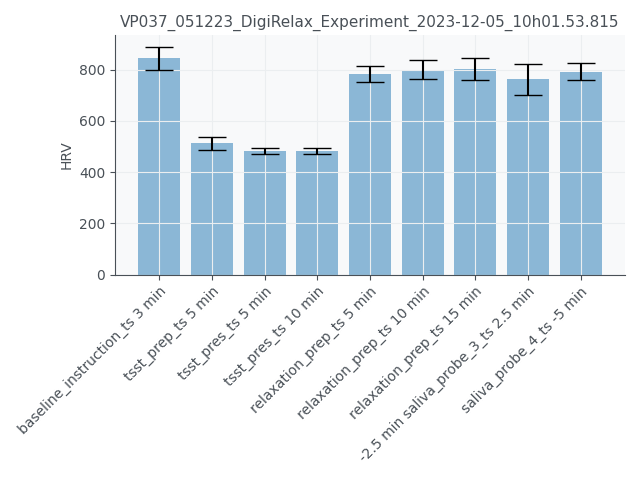 VP037_051223_DigiRelax_Experiment_2023-12-05_10h01.53.815
HRV
800
600
400
200
0
baseline_instruction_ts 3 min
tsst_prep_ts 5 min
tsst_pres_ts 5 min
tsst_pres_ts 10 min
relaxation_prep_ts 5 min
relaxation_prep_ts 10 min
relaxation_prep_ts 15 min
-2.5 min saliva_probe_3_ts 2.5 min
saliva_probe_4_ts -5 min